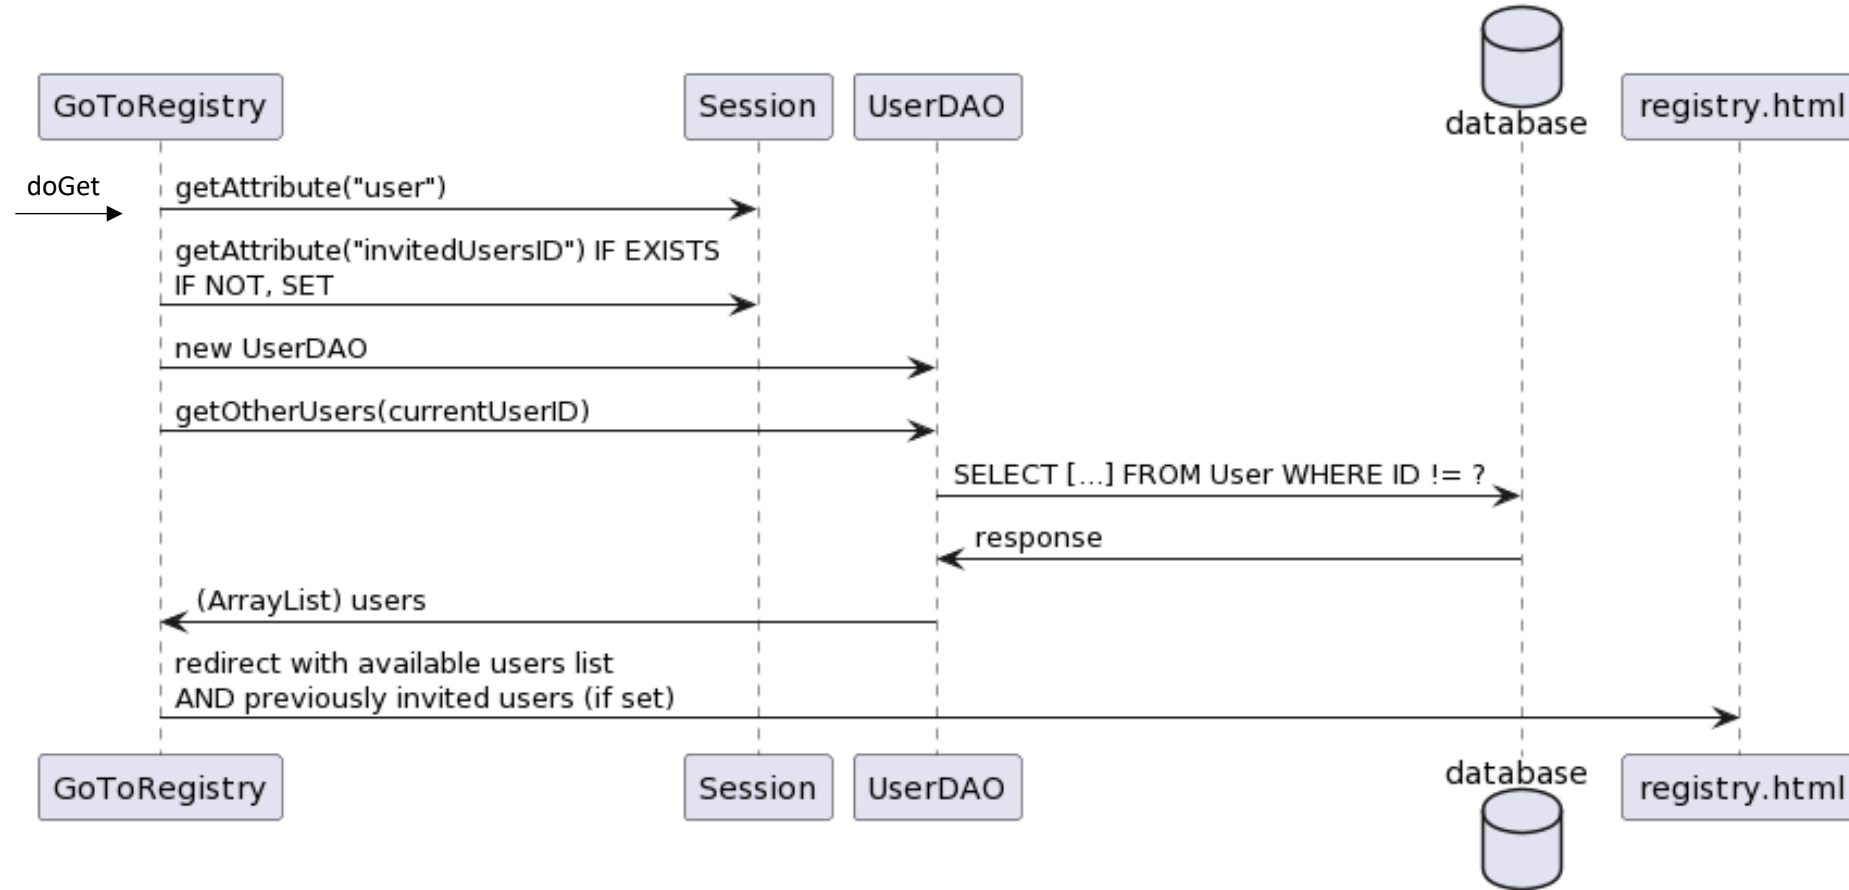 GoToRegistry
Session
UserDAO
database
registry.html
doGet
getAttribute("user")
getAttribute("invitedUsersID") IF EXISTS
IF NOT, SET
new UserDAO
getOtherUsers(currentUserID)
SELECT [...] FROM User WHERE ID != ?
response
(ArrayList) users
redirect with available users list
AND previously invited users (if set)
GoToRegistry
Session
UserDAO
database
registry.html